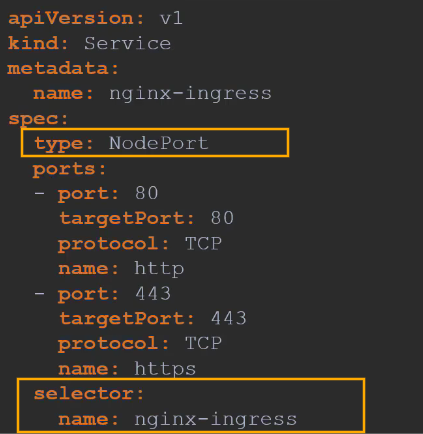 apiVersion: v1
kind: Service
metadata:
  name: nginx-ingress
spec:
  type: NodePort
  ports:
  - port: 80
    targetPort: 80
    protocol: TCP
    name: http
  - port: 443
    targetPort: 443
    protocol: TCP
    name: https
  selector:
    name: nginx-ingress